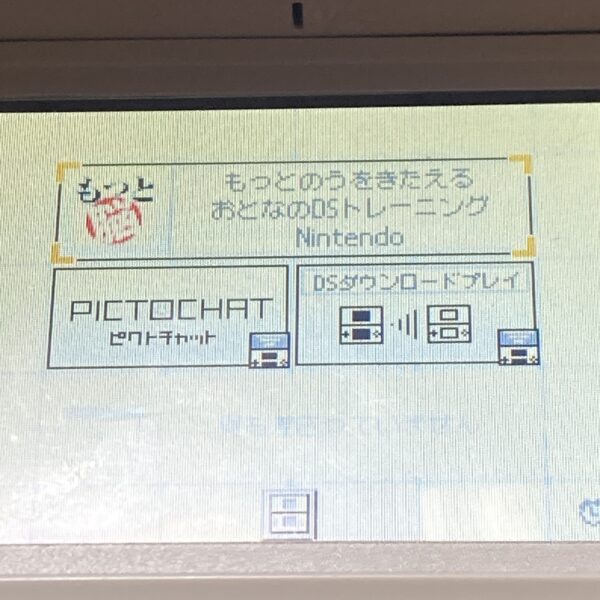 もっと
脳
もっとのうをきたえる
おとなのDSトレーニング
Nintendo
PICTOCHAT
ピクトチャット
DSダウンロードプレイ